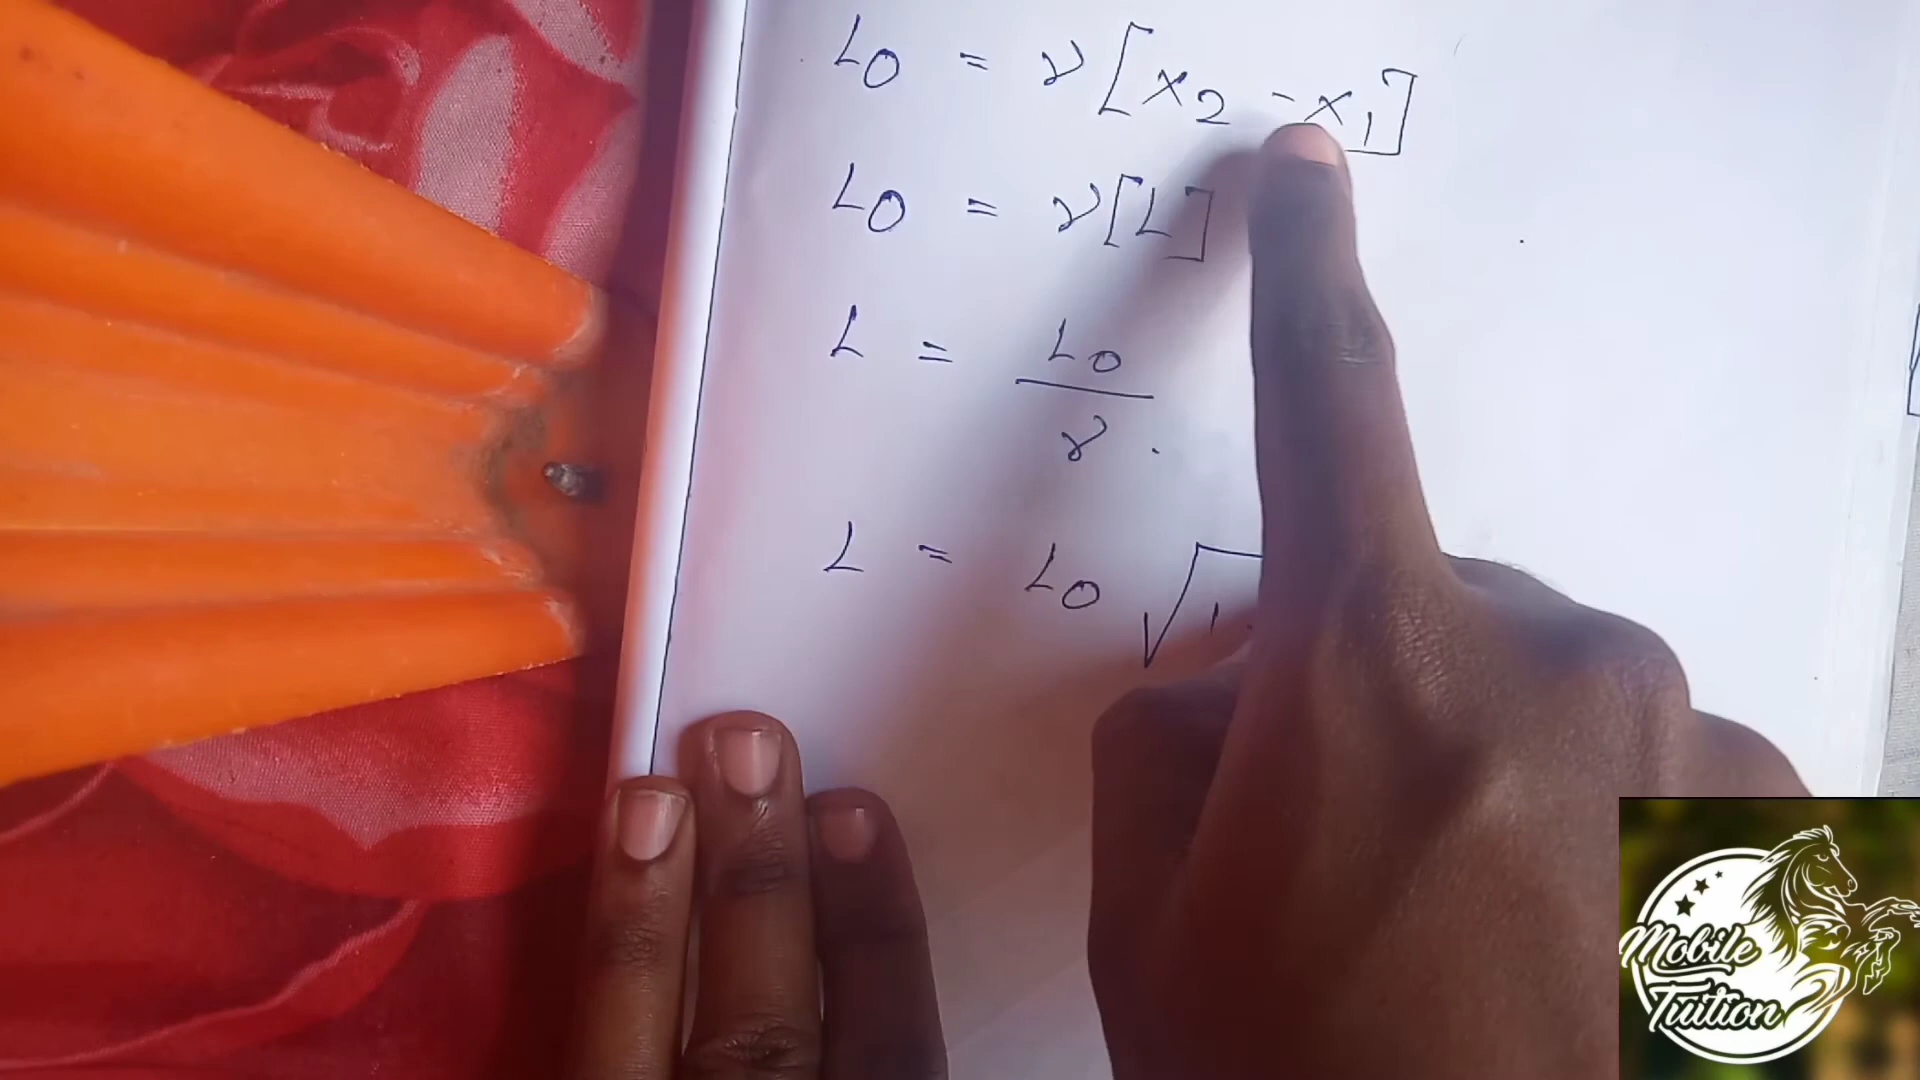 L₀ = γ [x₂ - x₁]
L₀ = γ[L]
L = L₀/γ.
L = L₀ √1
Mobile
Tuition